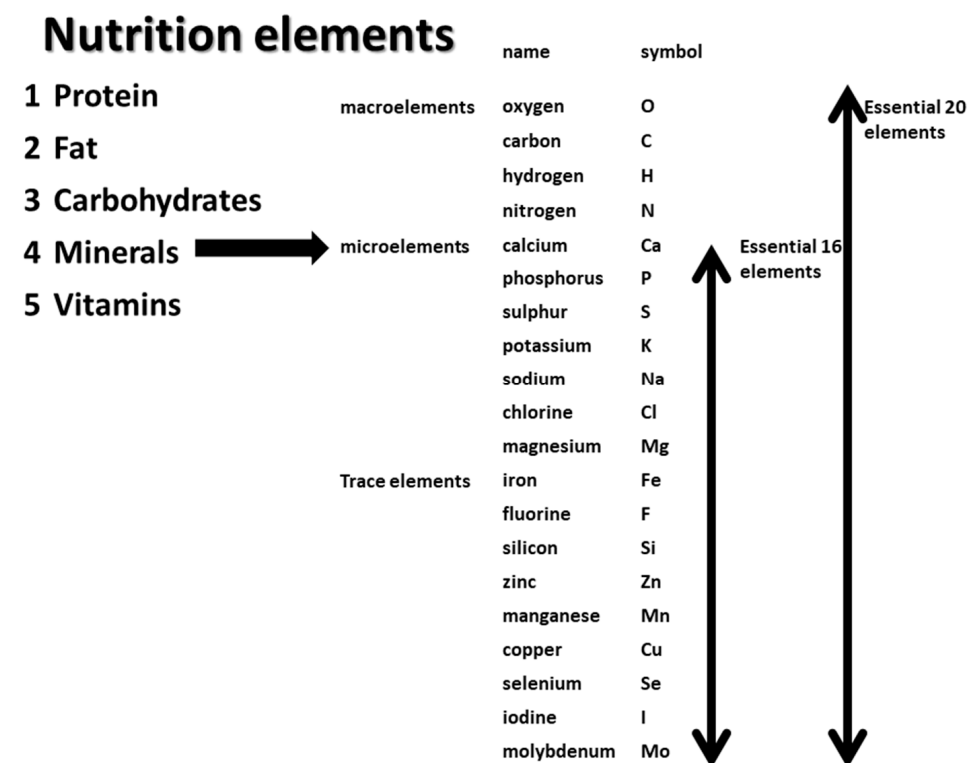 Nutrition elements
1 Protein
2 Fat
3 Carbohydrates
4 Minerals
5 Vitamins
name symbol
macroelements oxygen O
carbon C
hydrogen H
nitrogen N
microelements calcium Ca
phosphorus P
sulphur S
potassium K
sodium Na
chlorine Cl
magnesium Mg
Trace elements iron Fe
fluorine F
silicon Si
zinc Zn
manganese Mn
copper Cu
selenium Se
iodine I
molybdenum Mo
Essential 16
elements
Essential 20
elements